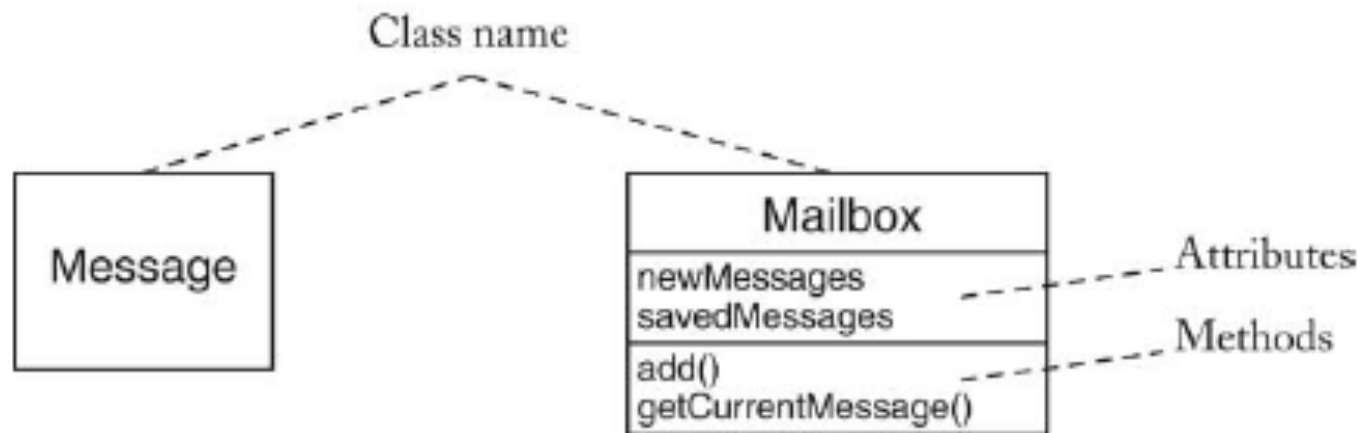 Class name
Message
Mailbox
newMessages
savedMessages
Attributes
add()
getCurrentMessage()
Methods